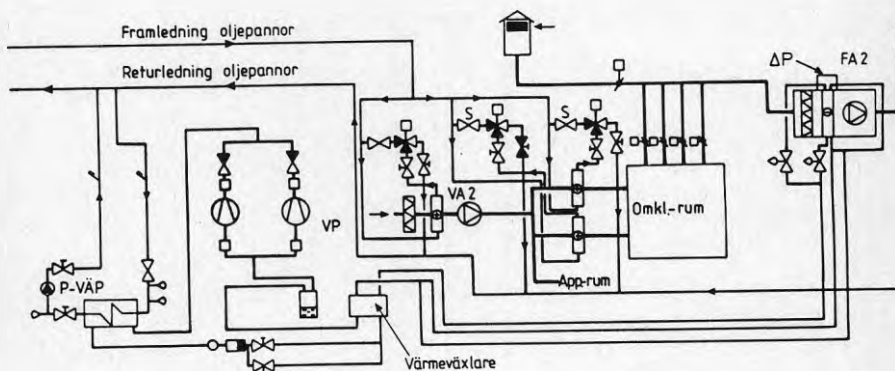 Framledning oljepannor
Returledning oljepannor
ΔP
FA 2
S
S
VP
VA 2
Omkl.-rum
P-VÄP
App.-rum
Värmeväxlare